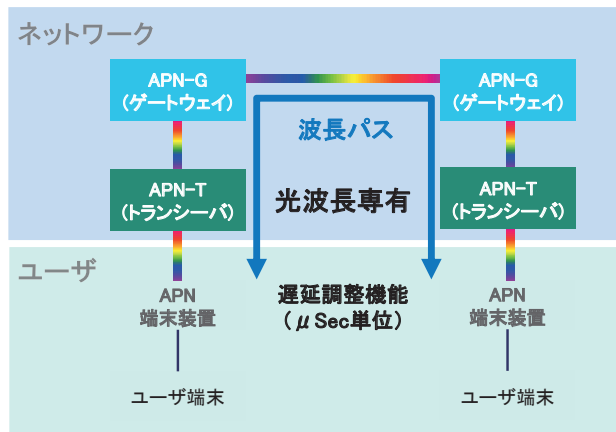 ネットワーク
APN-G
(ゲートウェイ)
APN-G
(ゲートウェイ)
波長パス
APN-T
(トランシーバ)
光波長専有
APN-T
(トランシーバ)
ユーザ
APN
端末装置
遅延調整機能
(μSec単位)
APN
端末装置
ユーザ端末
ユーザ端末